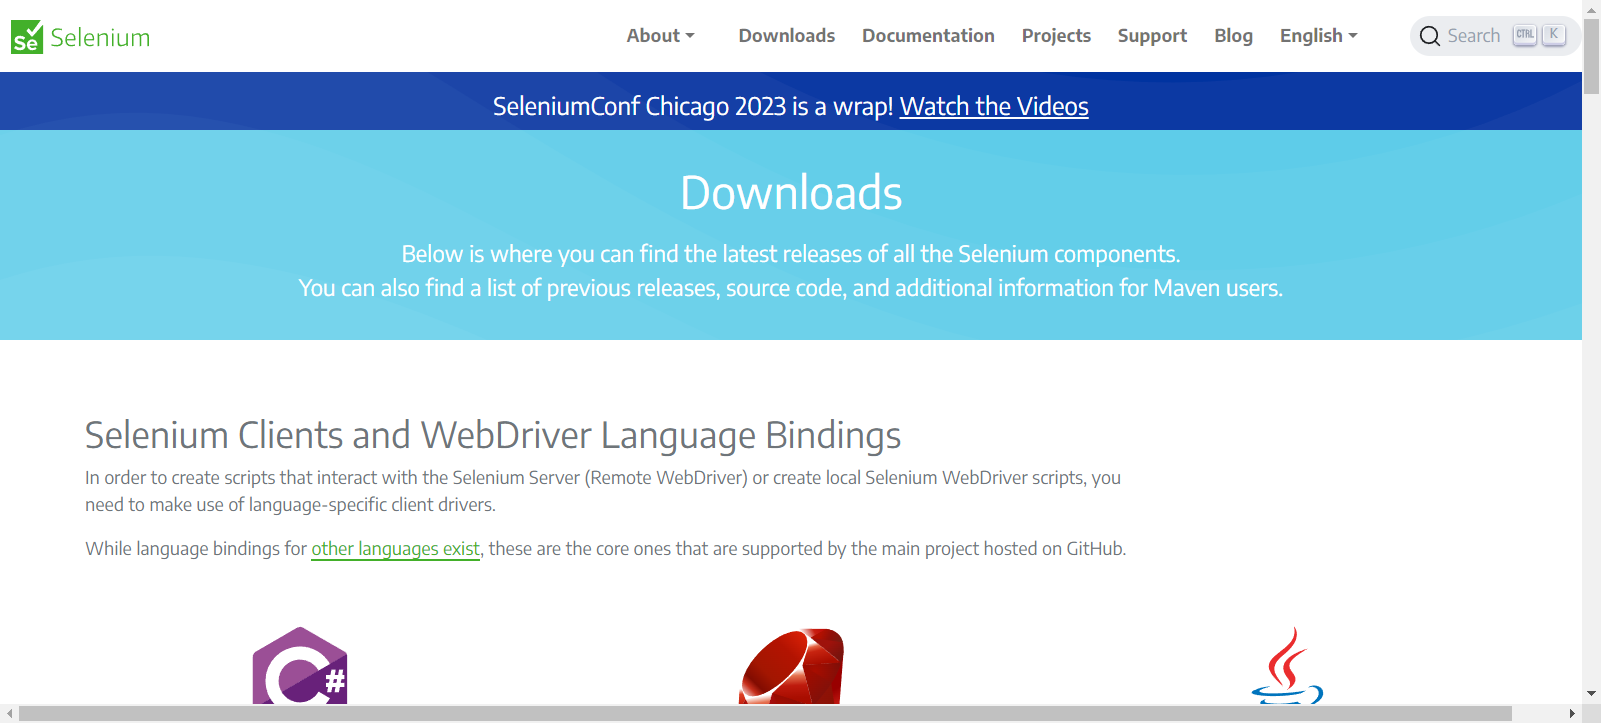 Se Selenium
About Downloads Documentation Projects Support Blog English Search CTRL K
SeleniumConf Chicago 2023 is a wrap! Watch the Videos
Downloads
Below is where you can find the latest releases of all the Selenium components.
You can also find a list of previous releases, source code, and additional information for Maven users.
Selenium Clients and WebDriver Language Bindings
In order to create scripts that interact with the Selenium Server (Remote WebDriver) or create local Selenium WebDriver scripts, you
need to make use of language-specific client drivers.
While language bindings for other languages exist, these are the core ones that are supported by the main project hosted on GitHub.
C#